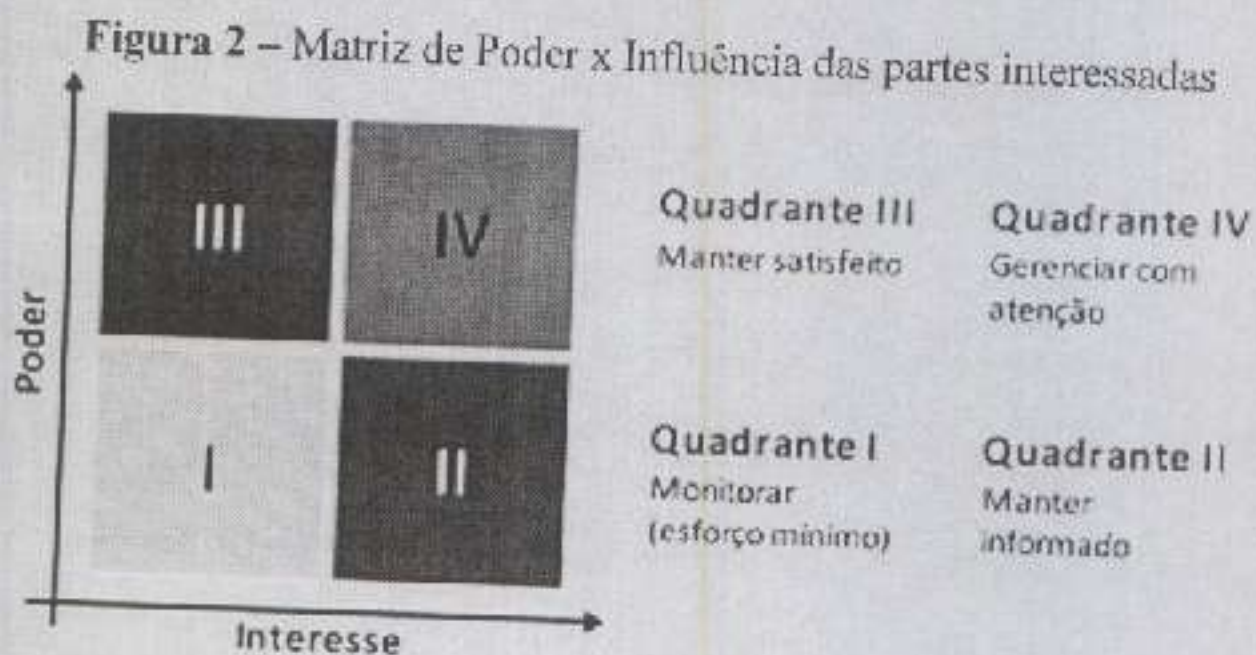 Figura 2 – Matriz de Poder x Influência das partes interessadas
Poder
III
IV
I
II
Interesse
Quadrante III
Manter satisfeito
Quadrante IV
Gerenciar com
atenção
Quadrante I
Monitorar
(esforço mínimo)
Quadrante II
Manter
informado